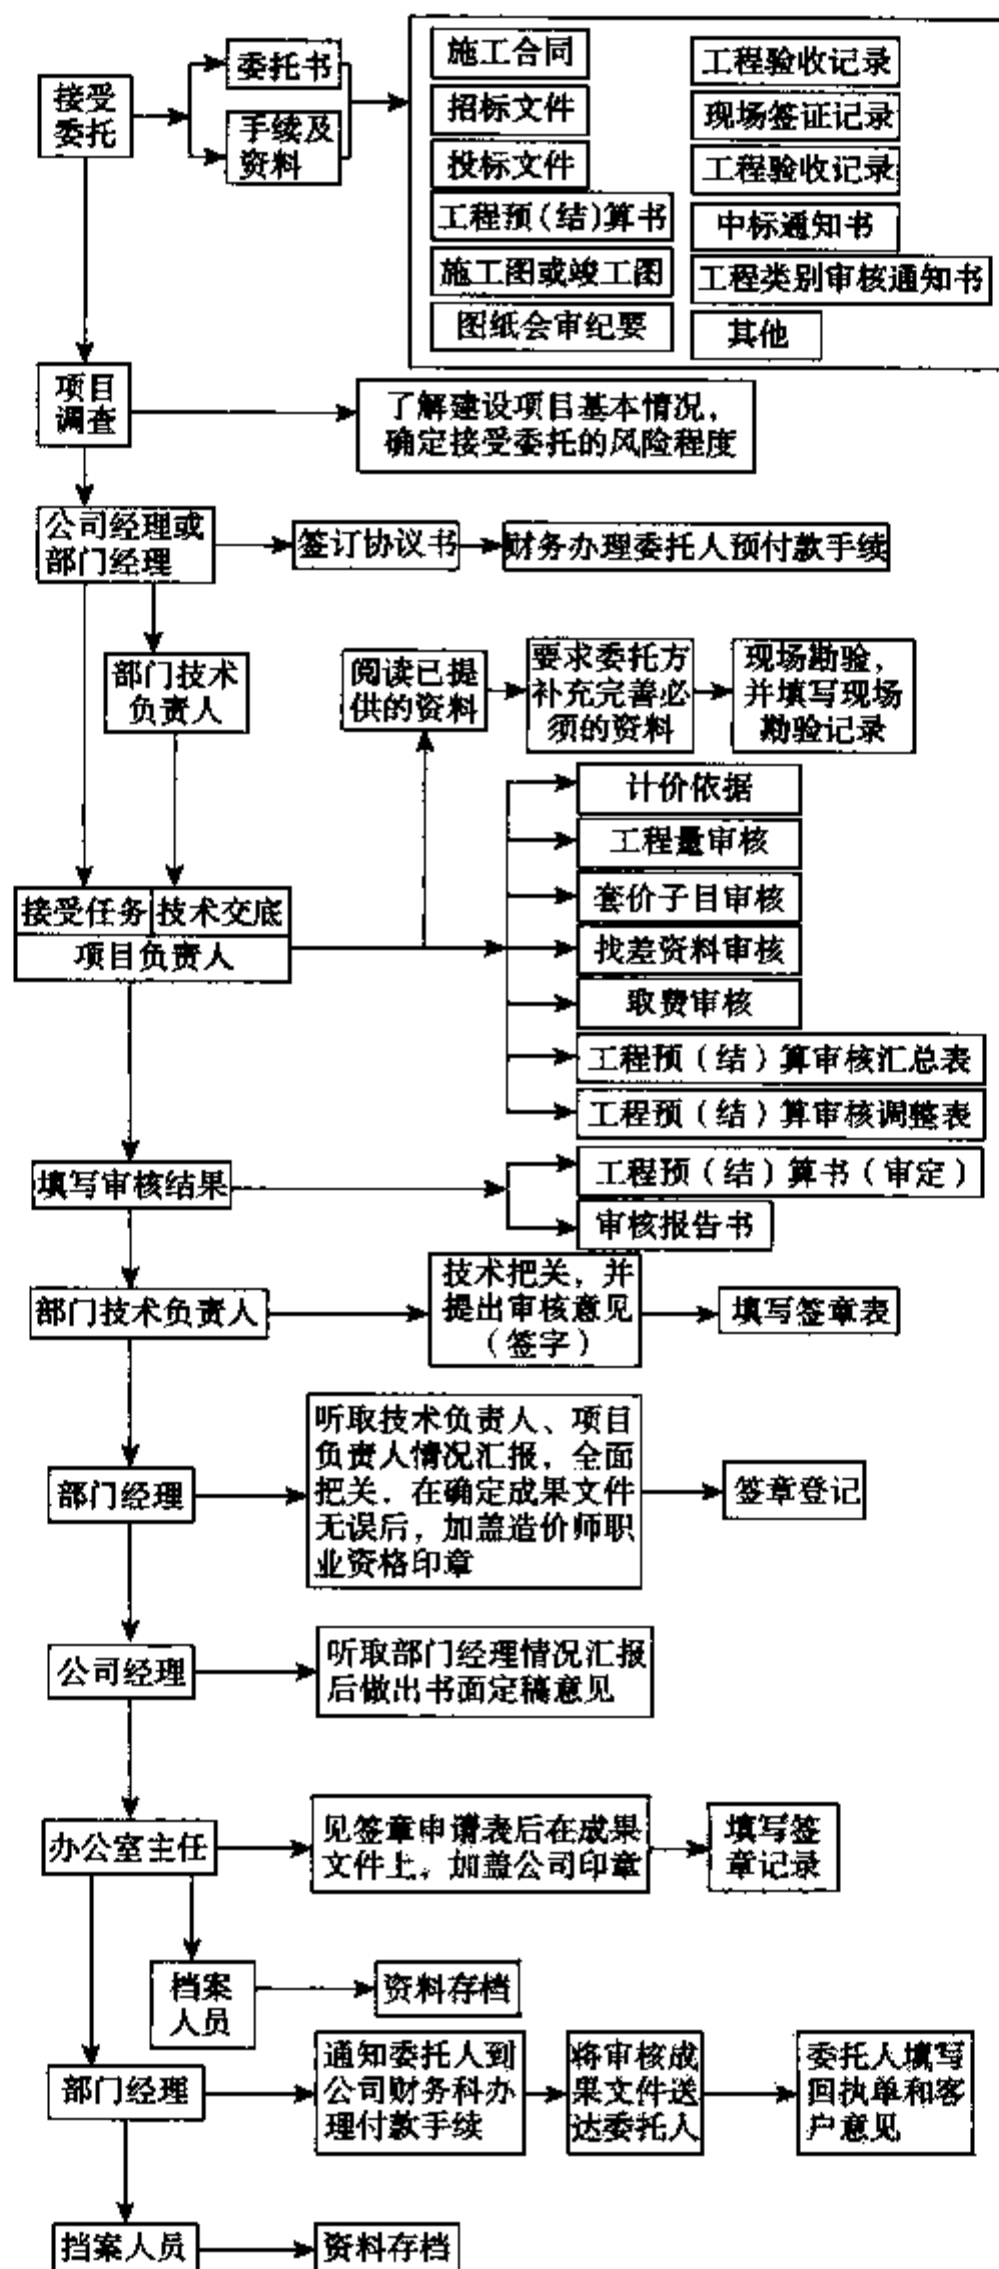 接受
委托
委托书
手续及
资料
施工合同
招标文件
投标文件
工程预(结)算书
施工图或竣工图
图纸会审纪要
工程验收记录
现场签证记录
工程验收记录
中标通知书
工程类别审核通知书
其他
项目
调查
了解建设项目基本情况，
确定接受委托的风险程度
公司经理或
部门经理
签订协议书
财务办理委托人预付款手续
部门技术
负责人
阅读已提
供的资料
要求委托方
补充完善必
须的资料
现场勘验，
并填写现场
勘验记录
接受任务
技术交底
项目负责人
计价依据
工程量审核
套价子目审核
找差资料审核
取费审核
工程预（结）算审核汇总表
工程预（结）算审核调整表
填写审核结果
工程预（结）算书（审定）
审核报告书
部门技术负责人
技术把关，并
提出审核意见
（签字）
填写签章表
部门经理
听取技术负责人、项目
负责人情况汇报，全面
把关，在确定成果文件
无误后，加盖造价师职
业资格印章
签章登记
公司经理
听取部门经理情况汇报
后做出书面定稿意见
办公室主任
见签章申请表后在成果
文件上，加盖公司印章
填写签
章记录
档案
人员
资料存档
部门经理
通知委托人到
公司财务科办
理付款手续
将审核成
果文件送
达委托人
委托人填写
回执单和客
户意见
挡案人员
资料存档